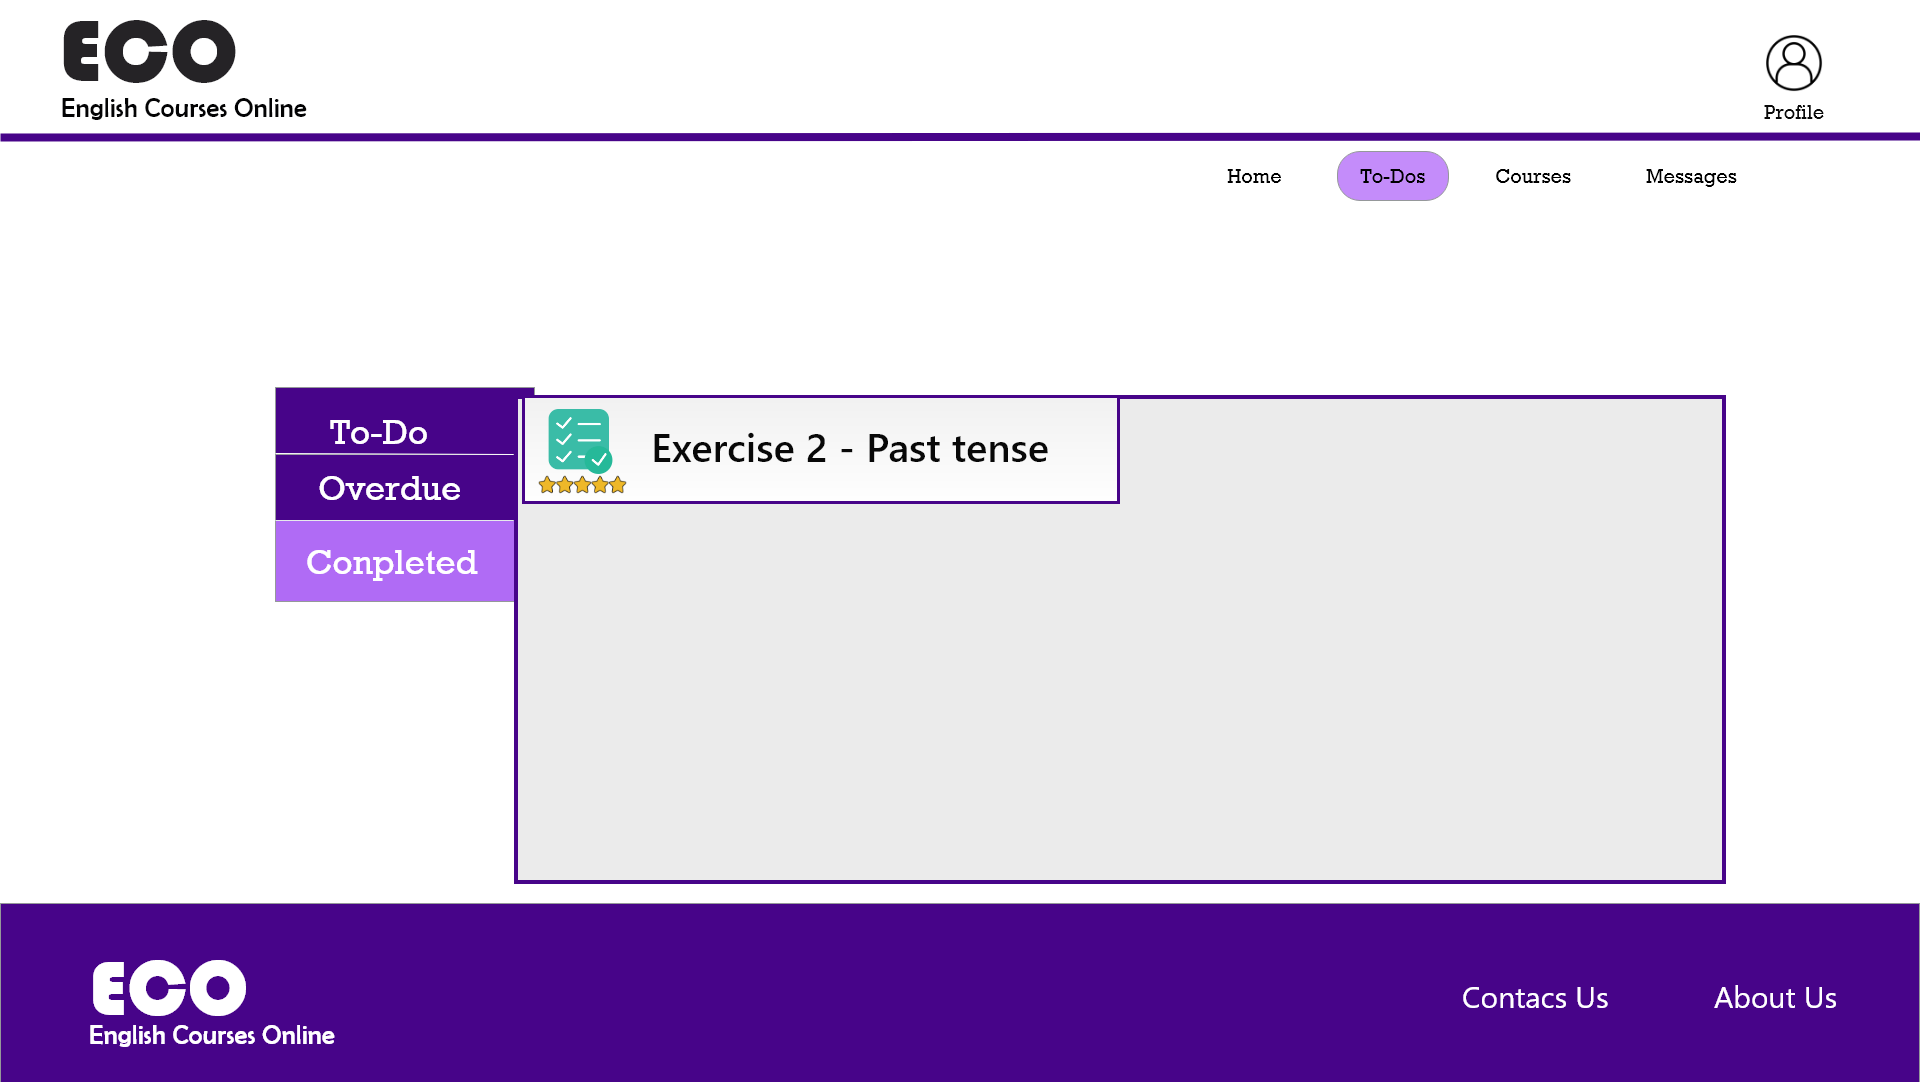 ECO
English Courses Online
Profile
Home
To-Dos
Courses
Messages
To-Do
Overdue
Conpleted
Exercise 2 - Past tense
ECO
English Courses Online
Contacs Us
About Us